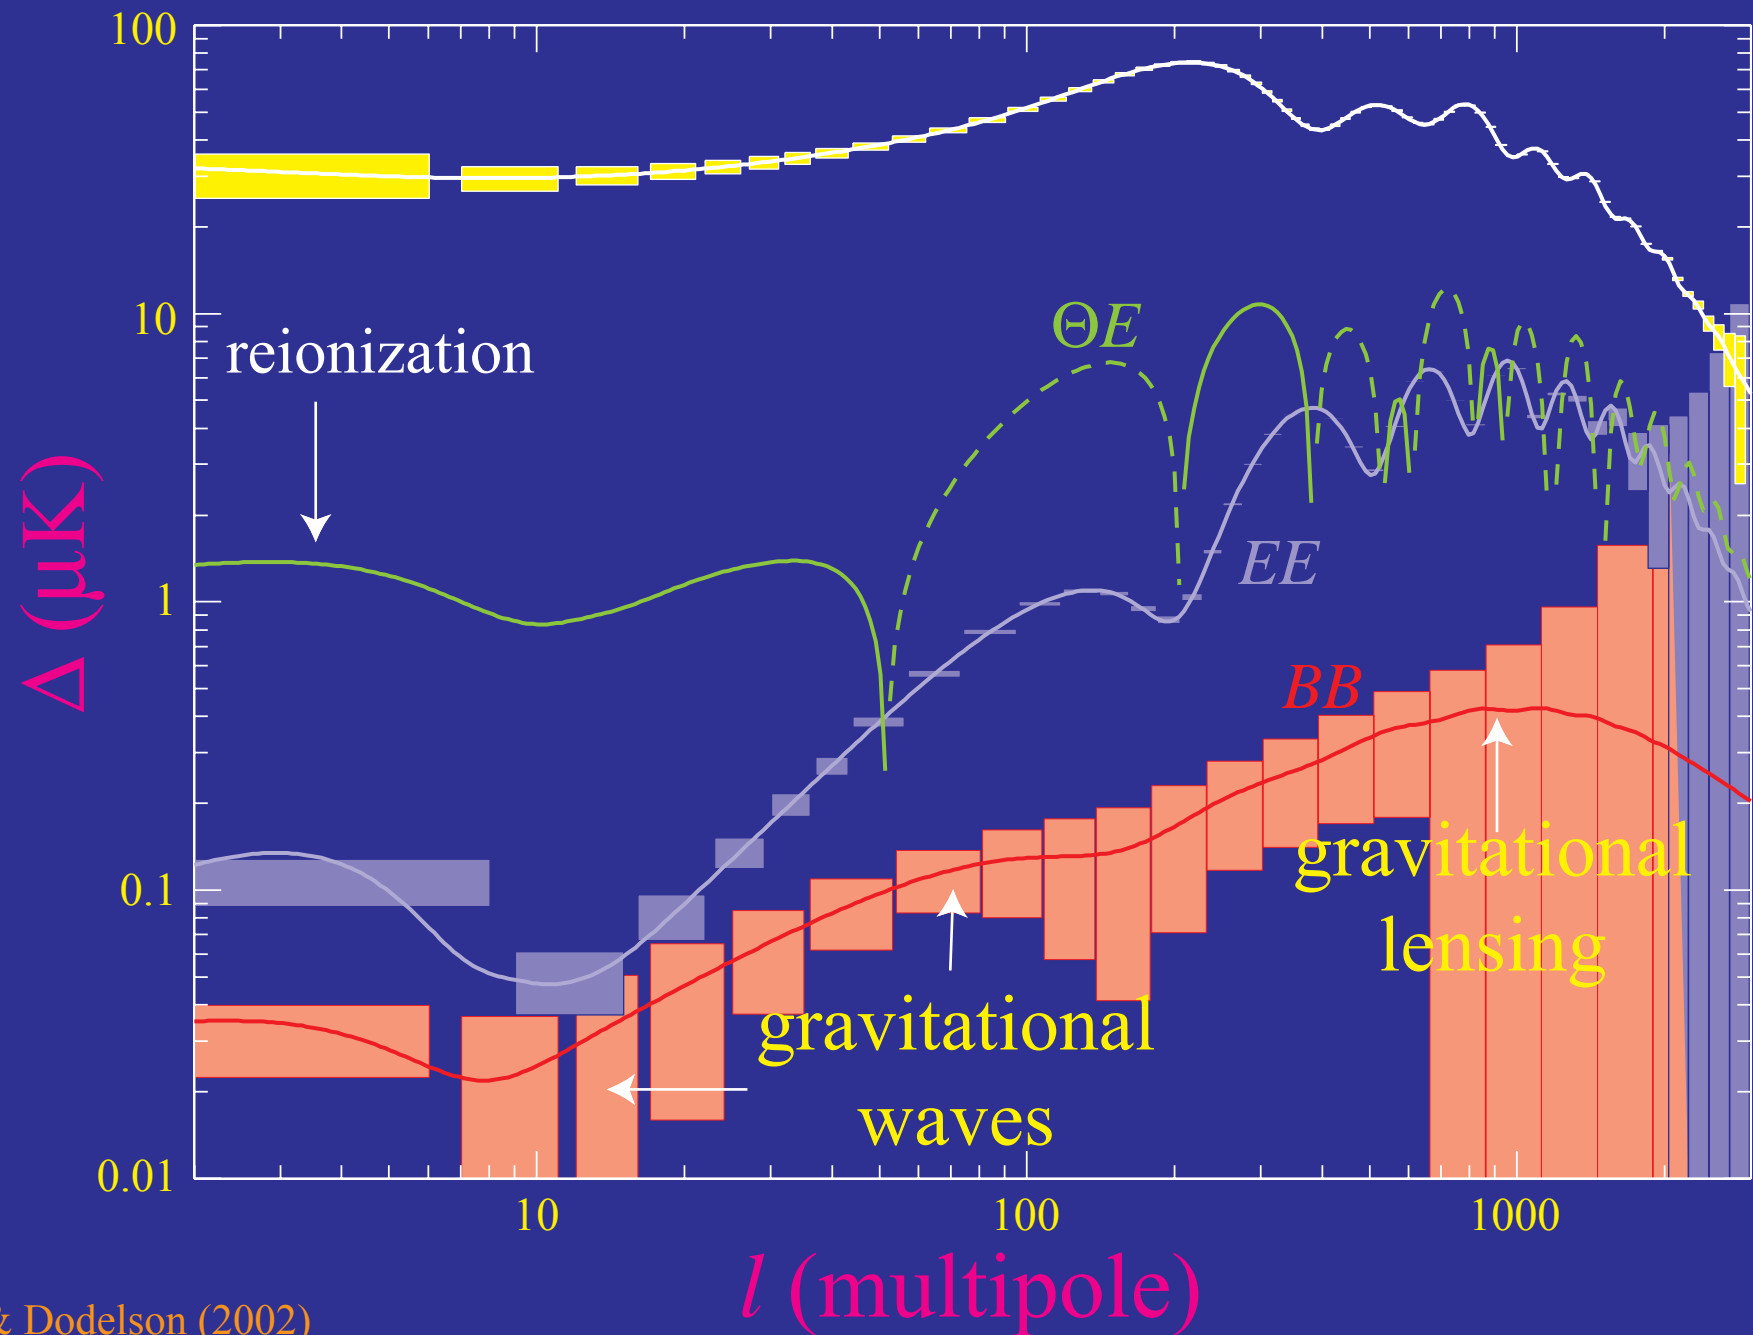 100
10
1
0.1
0.01
Δ (μK)
reionization
ΘE
EE
BB
gravitational
lensing
gravitational
waves
10
100
1000
l (multipole)
& Dodelson (2002)